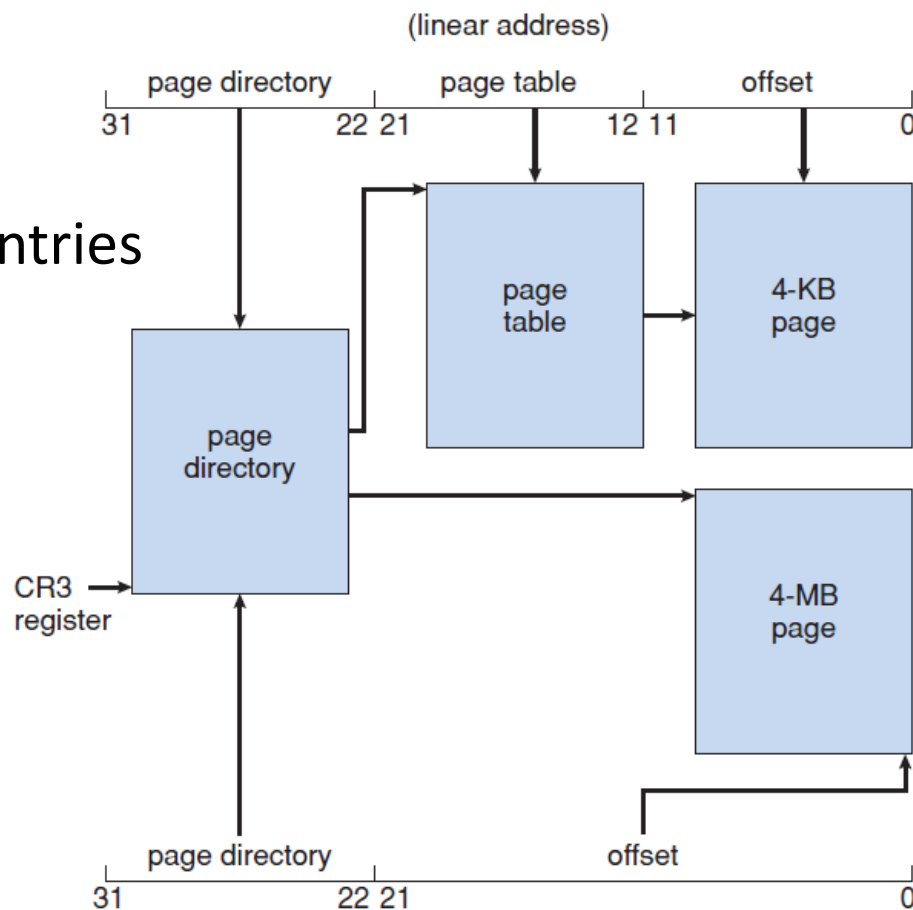 (linear address)
page directory page table offset
31 22 21 12 11 0
ntries
page
table
4-KB
page
page
directory
CR3
register
4-MB
page
page directory offset
31 22 21 0